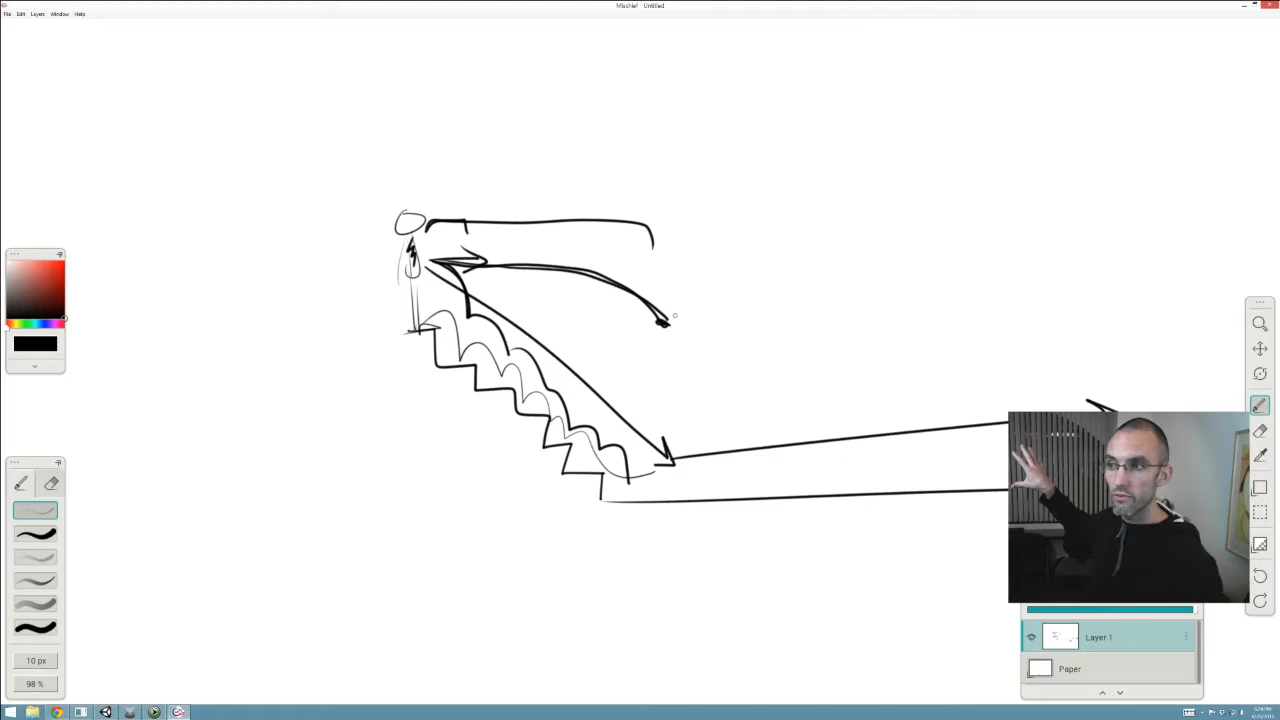 Mischief - Untitled
File Edit Layers Window Help
10 px
98 %
Layer 1
Paper